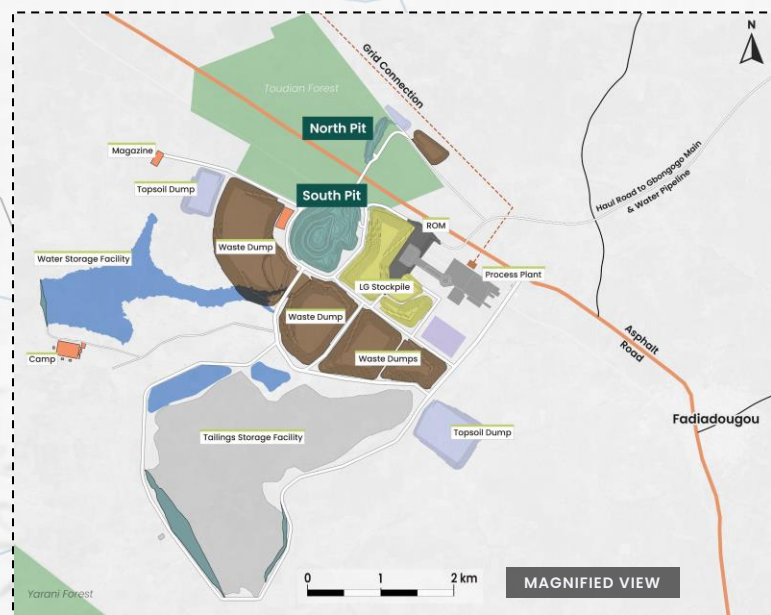 N
Toudian Forest
Grid Connection
North Pit
Magazine
Topsoil Dump
South Pit
Haul Road to Gbongogo Main
& Water Pipeline
ROM
Waste Dump
Water Storage Facility
Process Plant
LG Stockpile
Waste Dump
Asphalt
Road
Waste Dumps
Camp
Fadiadougou
Topsoil Dump
Tailings Storage Facility
0 1 2 km
MAGNIFIED VIEW
Yarani Forest